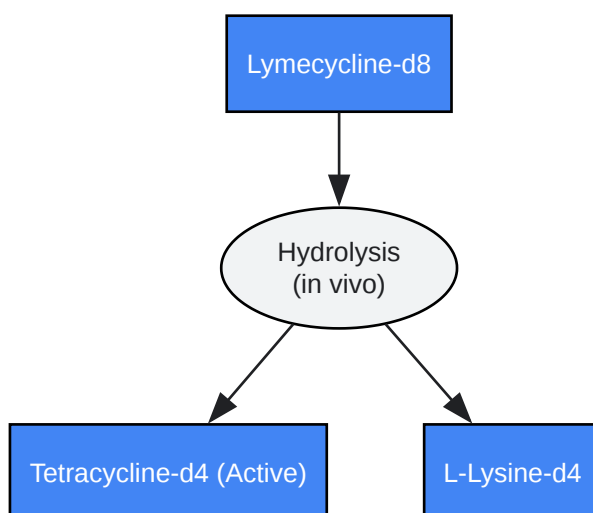 Lymecycline-d8
Hydrolysis
(in vivo)
Tetracycline-d4 (Active)
L-Lysine-d4